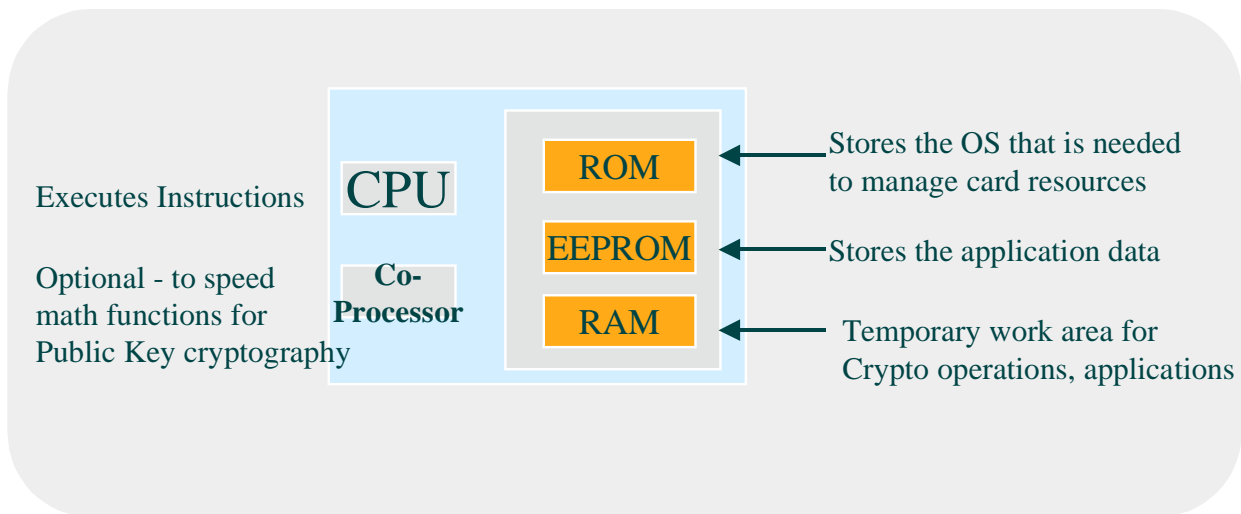 Executes Instructions
Optional - to speed
math functions for
Public Key cryptography
CPU
Co-
Processor
ROM
EEPROM
RAM
Stores the OS that is needed
to manage card resources
Stores the application data
Temporary work area for
Crypto operations, applications